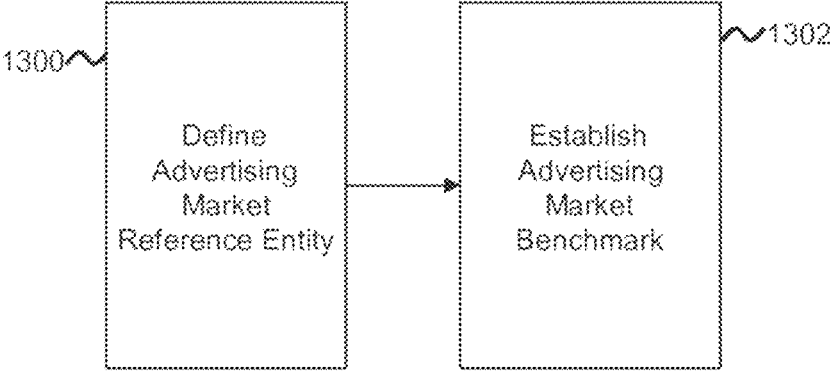 1300
Define
Advertising
Market
Reference Entity
1302
Establish
Advertising
Market
Benchmark